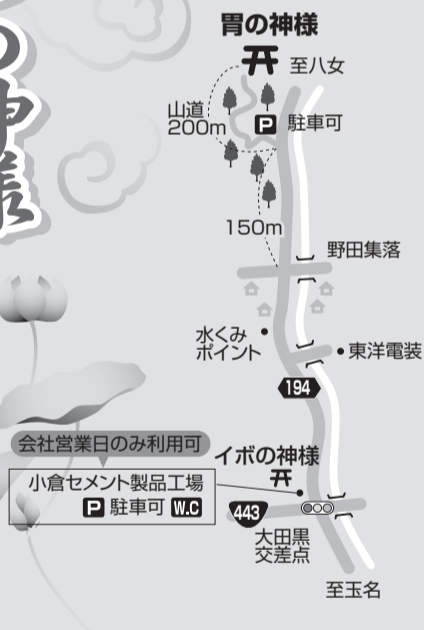 の神様
胃の神様
至八女
山道
200m
P 駐車可
150m
野田集落
水くみ
ポイント
東洋電装
194
会社営業日のみ利用可
イボの神様
小倉セメント製品工場
P 駐車可 W.C
443
大田黒
交差点
至玉名